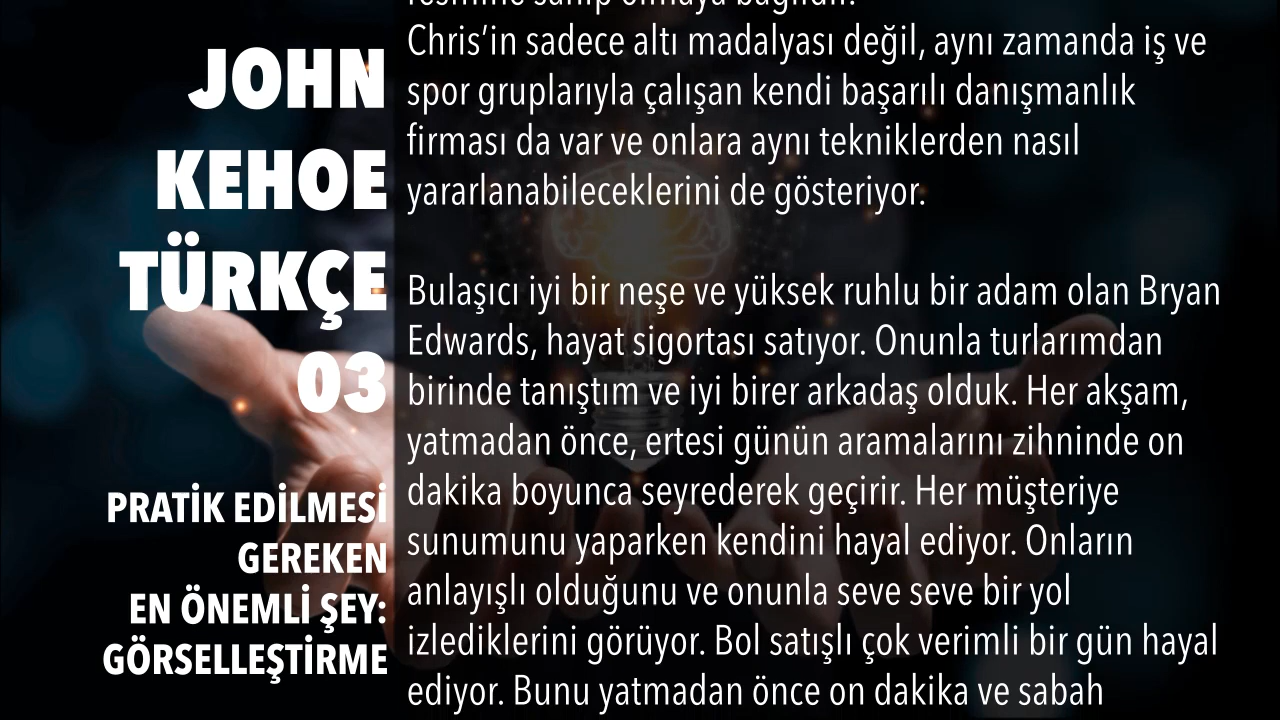 JOHN
KEHOE
TÜRKÇE
03
PRATİK EDİLMESİ
GEREKEN
EN ÖNEMLİ ŞEY:
GÖRSELLEŞTİRME
Chris’in sadece altı madalyası değil, aynı zamanda iş ve
spor gruplarıyla çalışan kendi başarılı danışmanlık
firması da var ve onlara aynı tekniklerden nasıl
yararlanabileceklerini de gösteriyor.
Bulaşıcı iyi bir neşe ve yüksek ruhlu bir adam olan Bryan
Edwards, hayat sigortası satıyor. Onunla turlarımdan
birinde tanıştım ve iyi birer arkadaş olduk. Her akşam,
yatmadan önce, ertesi günün aramalarını zihninde on
dakika boyunca seyrederek geçirir. Her müşteriye
sunumunu yaparken kendini hayal ediyor. Onların
anlayışlı olduğunu ve onunla seve seve bir yol
izlediklerini görüyor. Bol satışlı çok verimli bir gün hayal
ediyor. Bunu yatmadan önce on dakika ve sabah